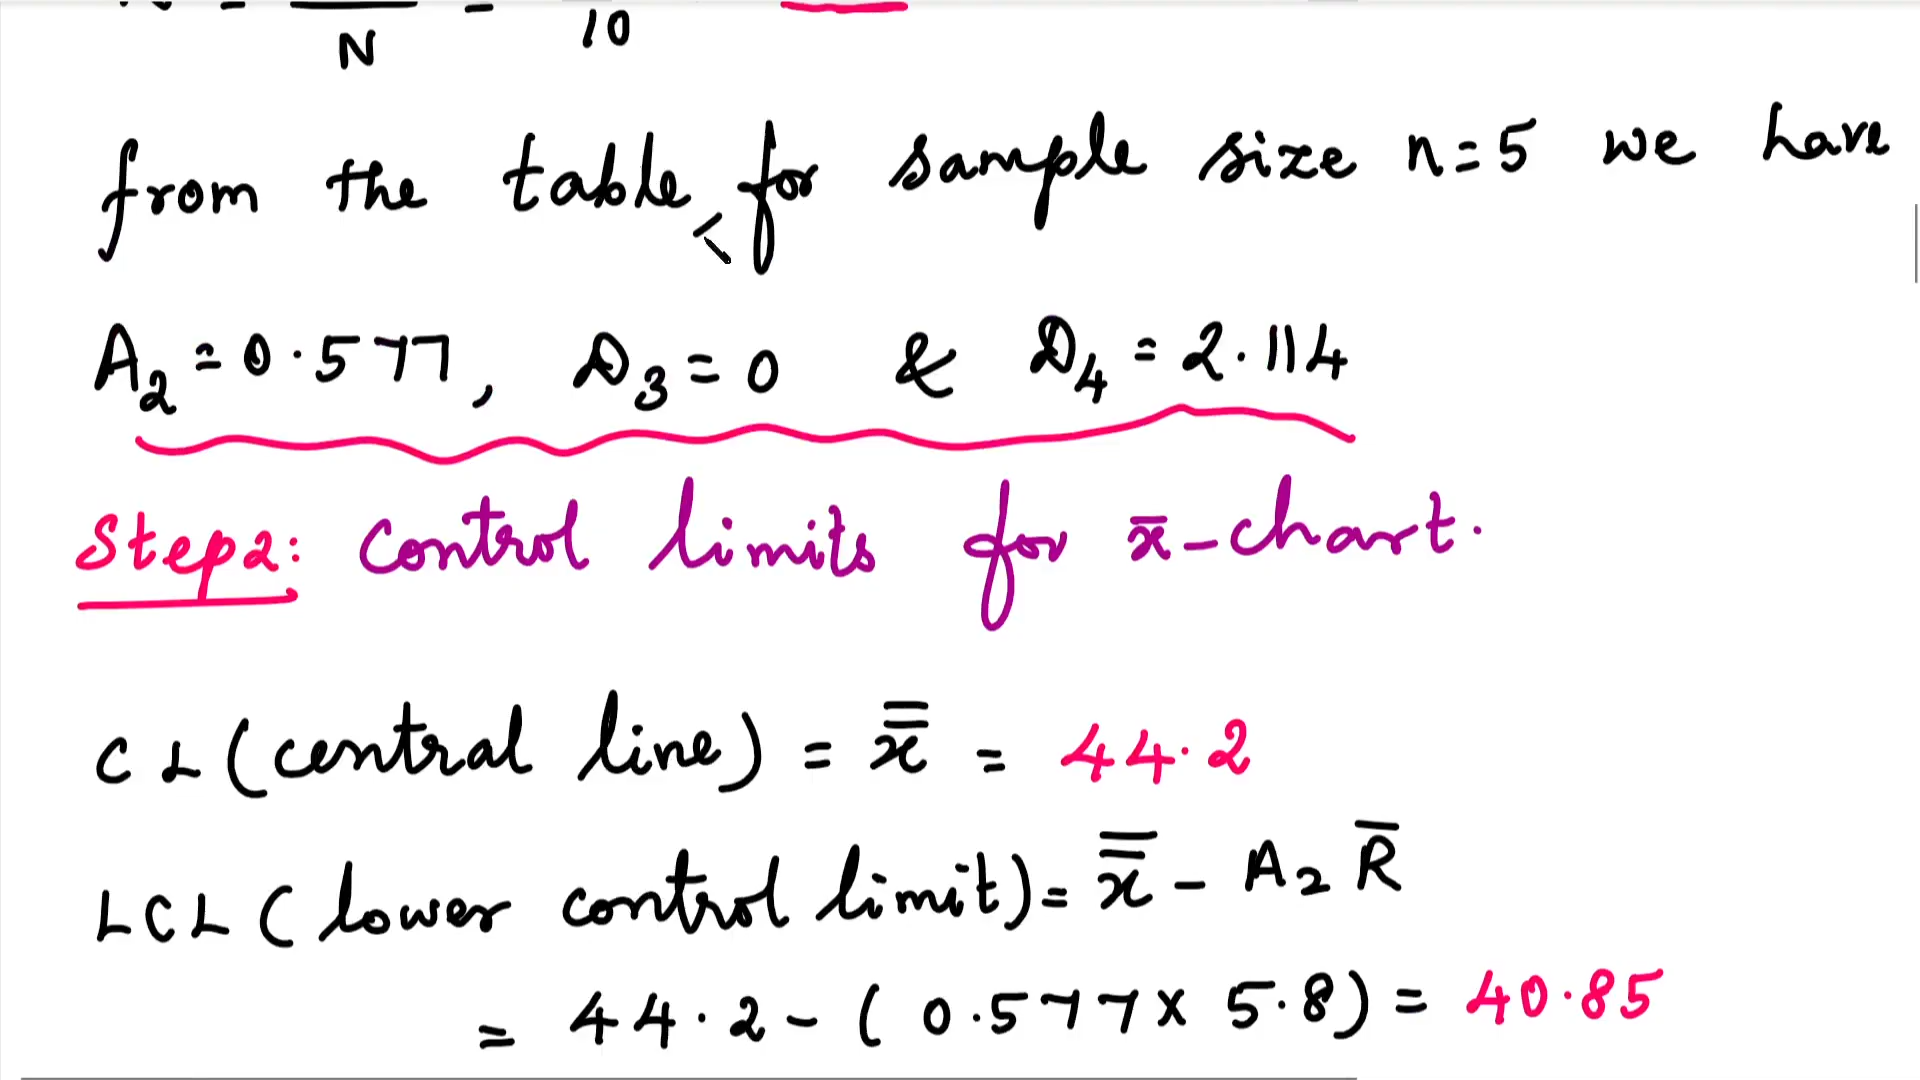 N 10
from the table, for sample size n=5 we have
A₂ = 0.577, D₃ = 0 & D₄ = 2.114
Step2: Control limits for x̄-chart.
CL (central line) = x̿ = 44.2
LCL (lower control limit) = x̿ - A₂ R̄
= 44.2 - (0.577 x 5.8) = 40.85